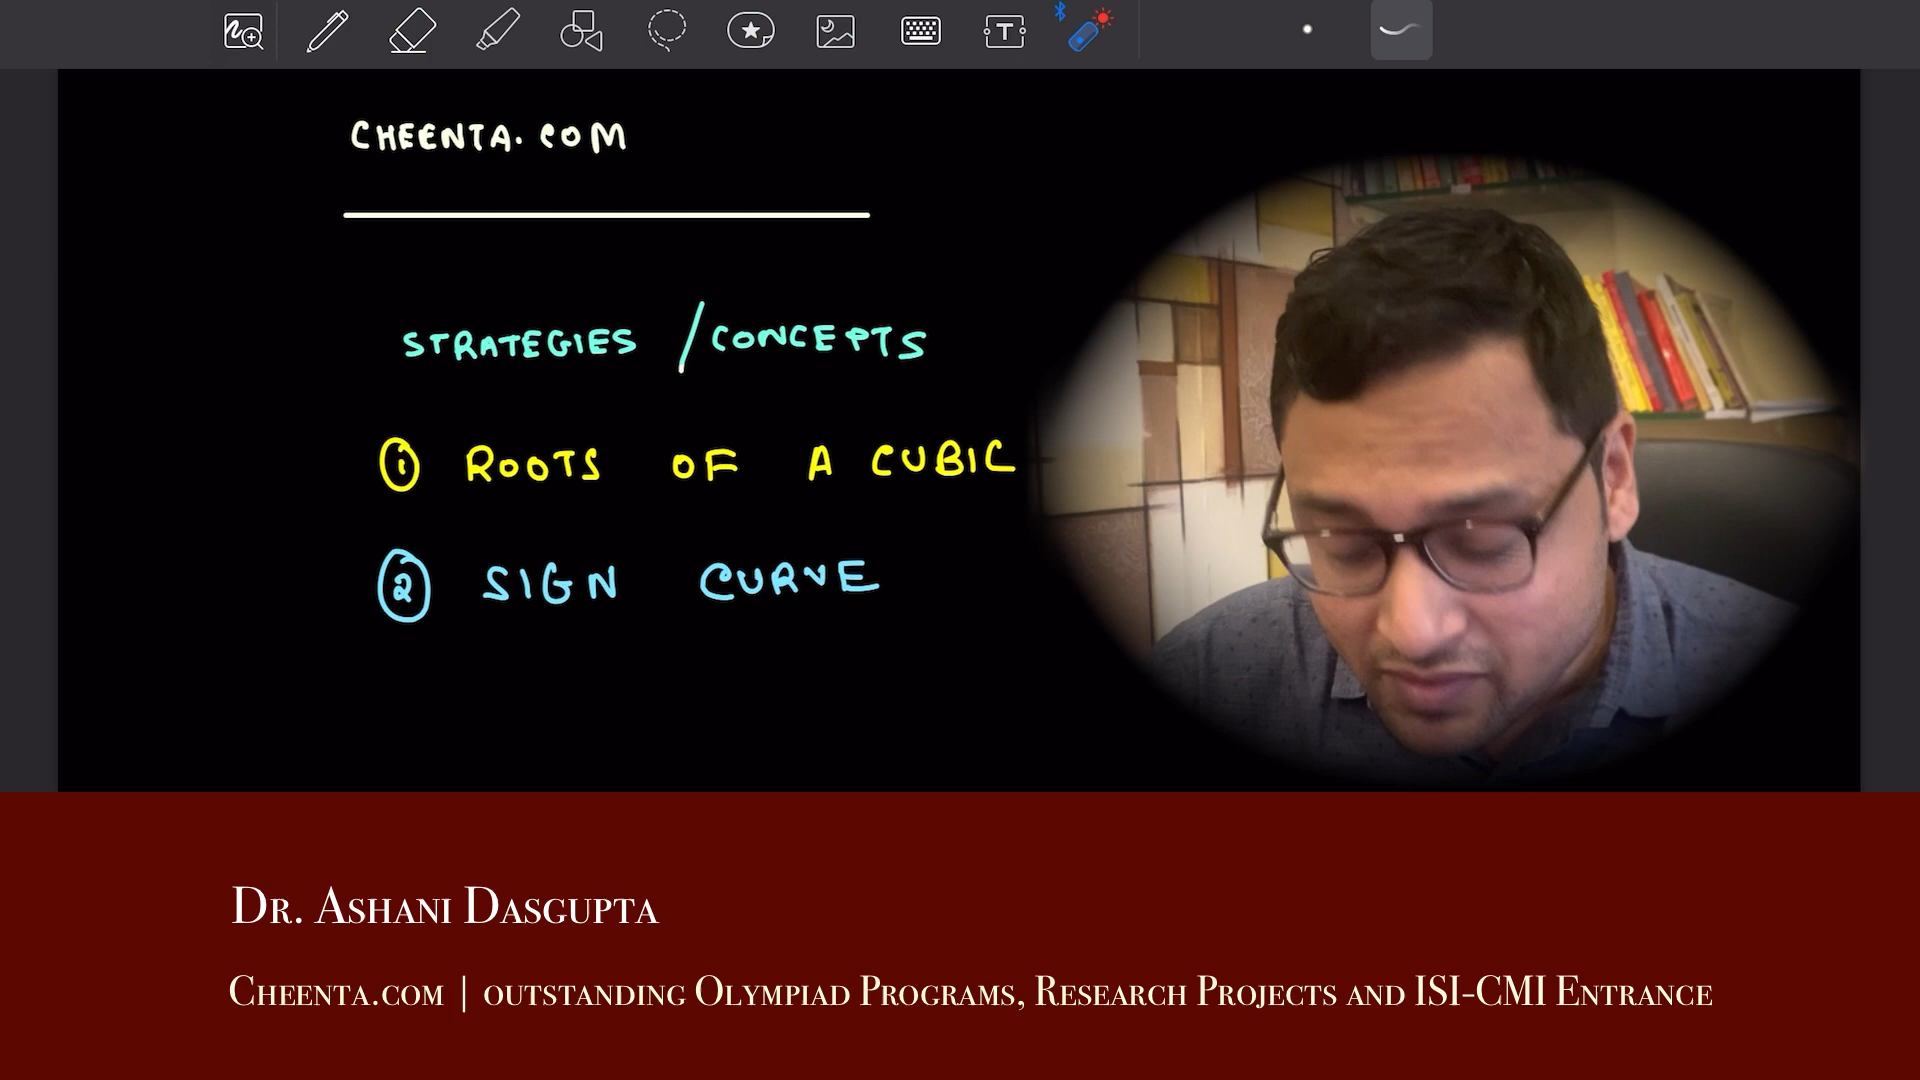 CHEENTA.COM
STRATEGIES / CONCEPTS
① ROOTS OF A CUBIC
② SIGN CURVE
Dr. Ashani Dasgupta
Cheenta.com | outstanding Olympiad Programs, Research Projects and ISI-CMI Entrance